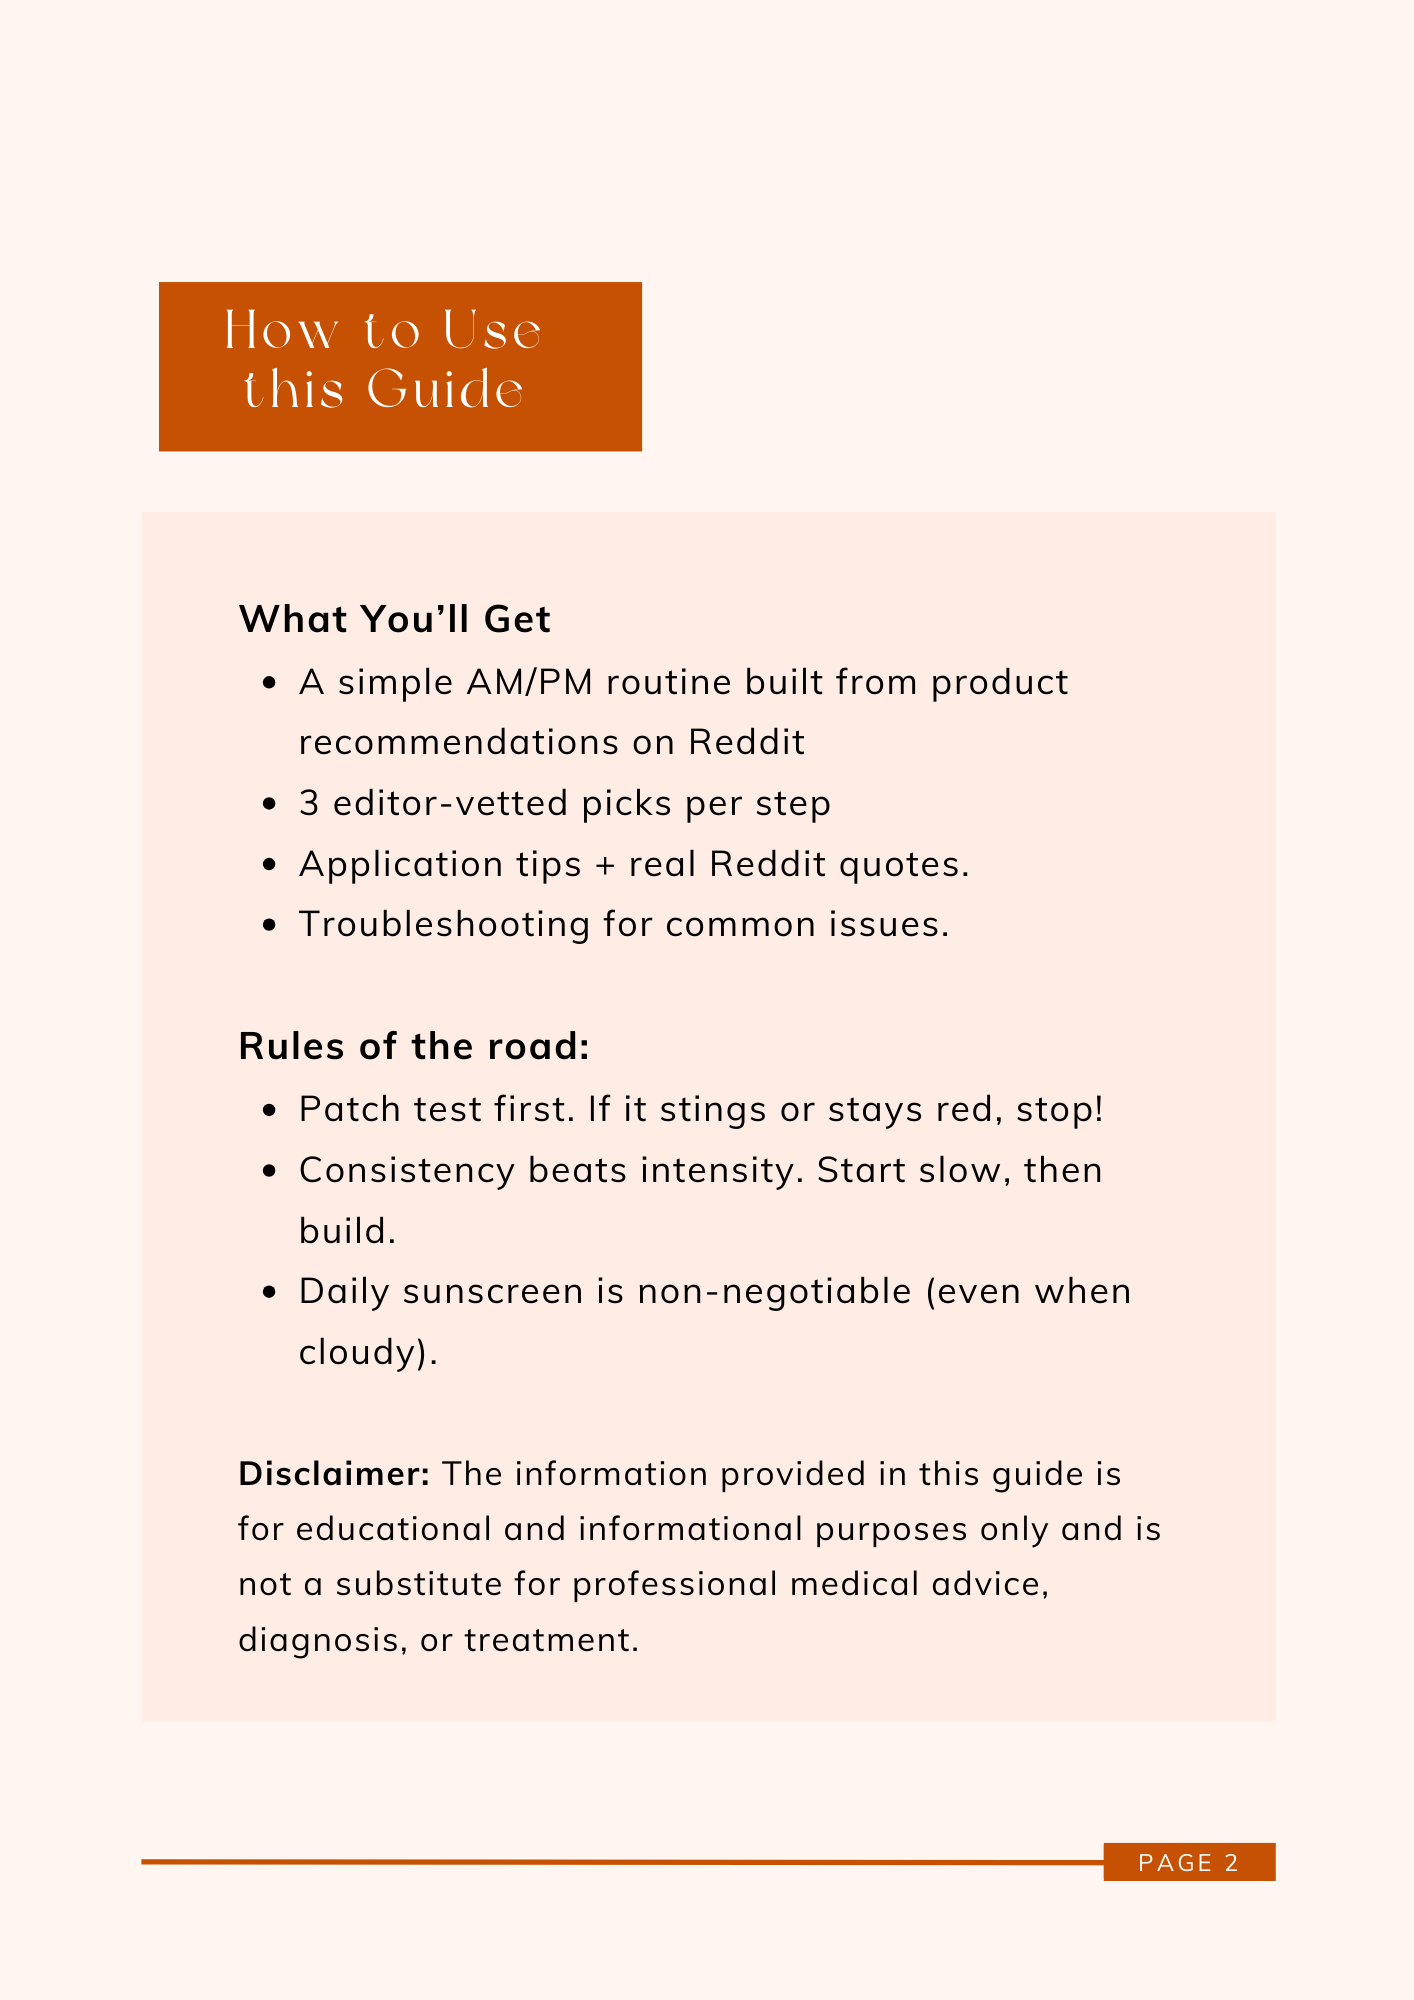 How to Use
this Guide
What You’ll Get
• A simple AM/PM routine built from product
recommendations on Reddit
• 3 editor-vetted picks per step
• Application tips + real Reddit quotes.
• Troubleshooting for common issues.
Rules of the road:
• Patch test first. If it stings or stays red, stop!
• Consistency beats intensity. Start slow, then
build.
• Daily sunscreen is non-negotiable (even when
cloudy).
Disclaimer: The information provided in this guide is
for educational and informational purposes only and is
not a substitute for professional medical advice,
diagnosis, or treatment.
PAGE 2